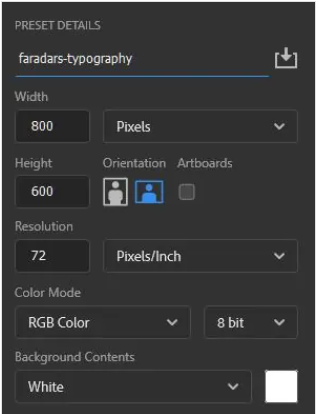 PRESET DETAILS
faradars-typography
Width
800 Pixels
Height Orientation Artboards
600
Resolution
72 Pixels/Inch
Color Mode
RGB Color 8 bit
Background Contents
White